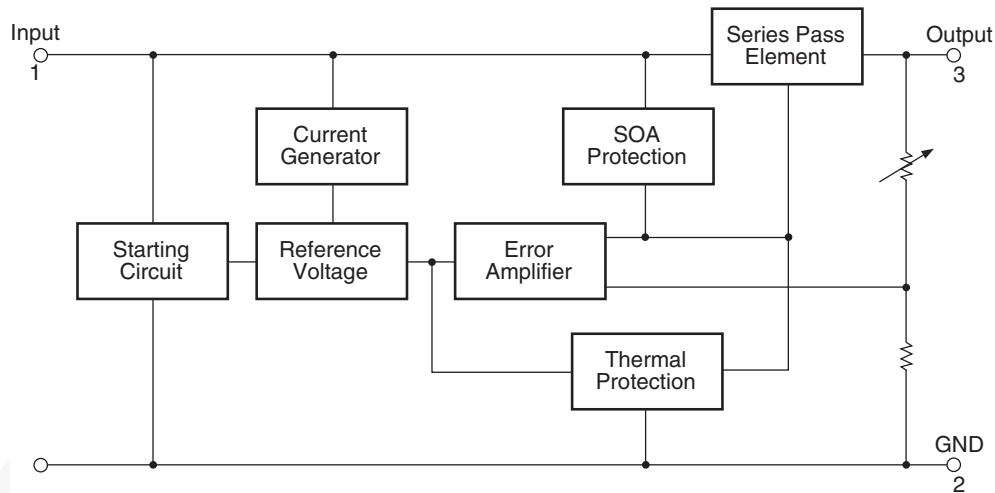 Input
1
Series Pass
Element
Output
3
Current
Generator
SOA
Protection
Starting
Circuit
Reference
Voltage
Error
Amplifier
Thermal
Protection
GND
2